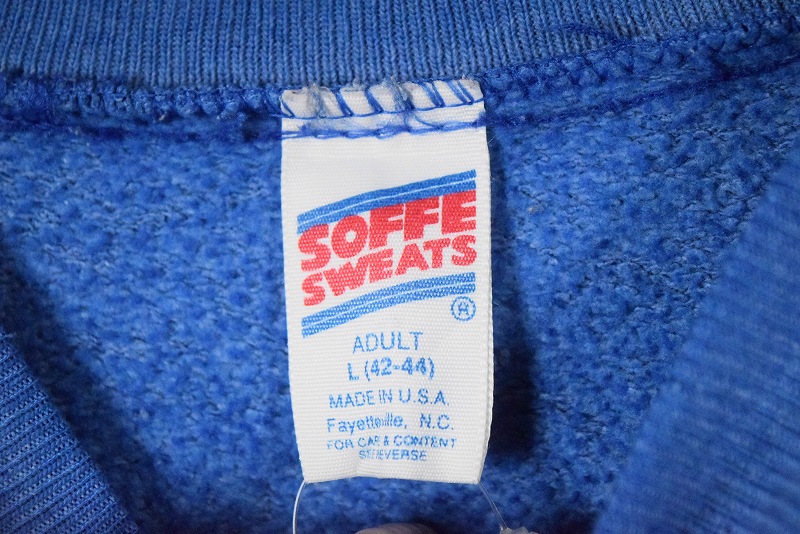 SOFFE
SWEATS
®
ADULT
L (42-44)
MADE IN U.S.A.
Fayetteville, N.C.
FOR CARE & CONTENT
SEE REVERSE